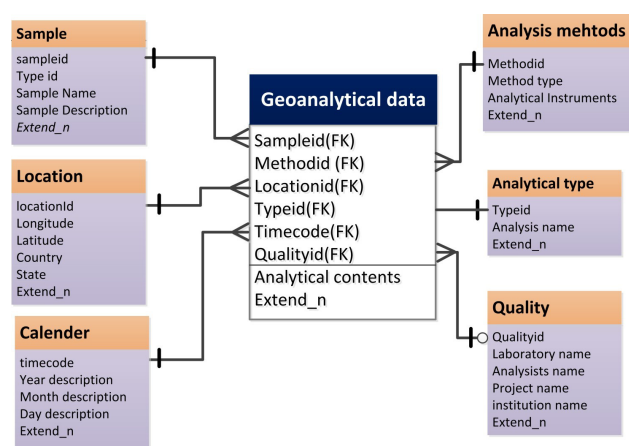 Sample
sampleid
Type id
Sample Name
Sample Description
Extend_n
Location
locationId
Longitude
Latitude
Country
State
Extend_n
Calender
timecode
Year description
Month description
Day description
Extend_n
Geoanalytical data
Sampleid(FK)
Methodid (FK)
Locationid(FK)
Typeid(FK)
Timecode(FK)
Qualityid(FK)
Analytical contents
Extend_n
Analysis mehtods
Methodid
Method type
Analytical Instruments
Extend_n
Analytical type
Typeid
Analysis name
Extend_n
Quality
Qualityid
Laboratory name
Analysists name
Project name
institution name
Extend_n